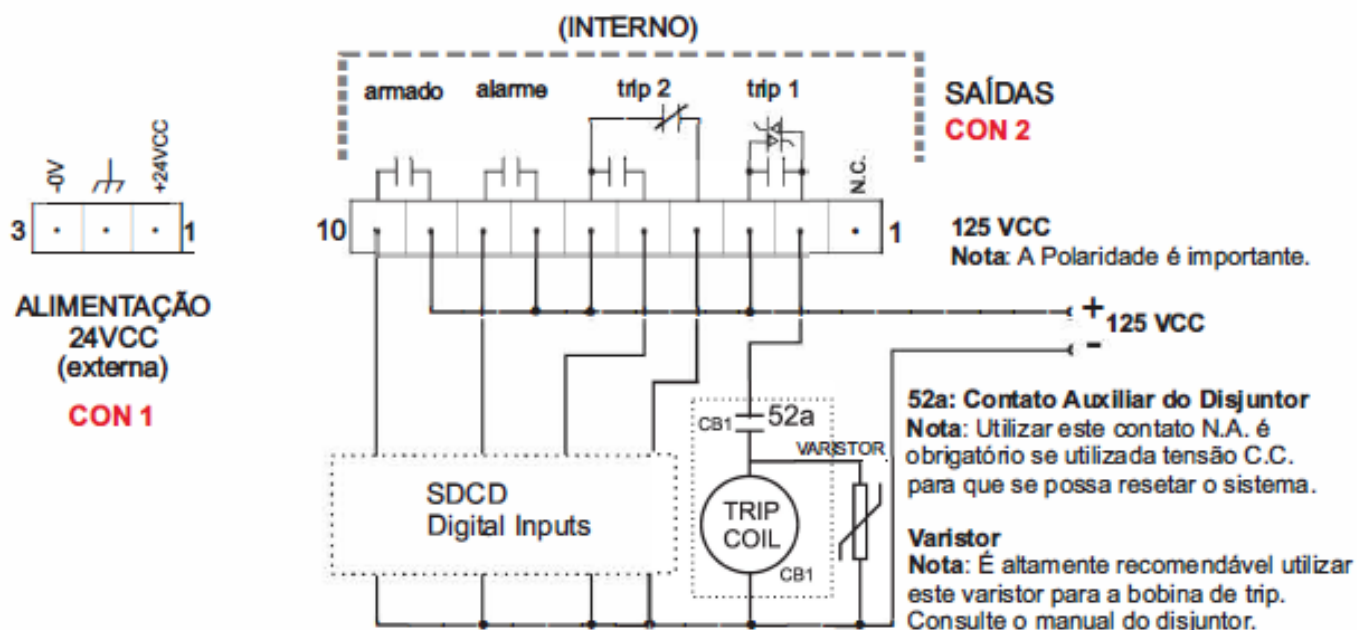 (INTERNO)
armado
alarme
trip 2
trip 1
SAÍDAS
CON 2
-0V
+24VCC
N.C.
3
1
10
1
125 VCC
Nota: A Polaridade é importante.
ALIMENTAÇÃO
24VCC
(externa)
CON 1
+
125 VCC
-
CB1
52a
VARISTOR
52a: Contato Auxiliar do Disjuntor
Nota: Utilizar este contato N.A. é
obrigatório se utilizada tensão C.C.
para que se possa resetar o sistema.
SDCD
Digital Inputs
TRIP
COIL
CB1
Varistor
Nota: É altamente recomendável utilizar
este varistor para a bobina de trip.
Consulte o manual do disjuntor.